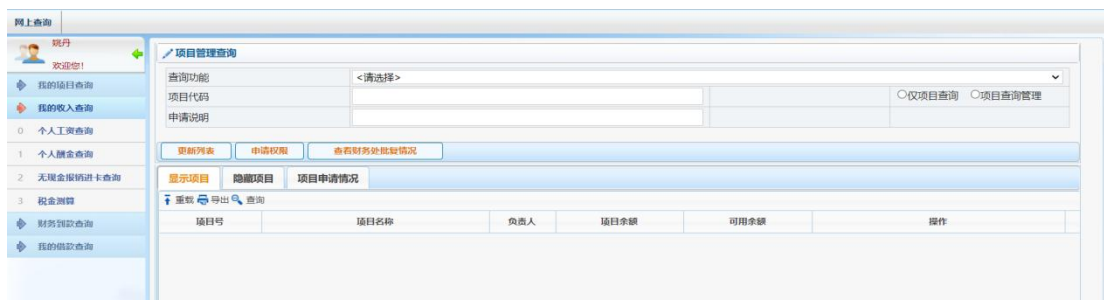 网上查询
姚丹
欢迎您!
我的项目查询
我的收入查询
0 个人工资查询
1 个人酬金查询
2 无现金报销进卡查询
3 税金测算
财务到款查询
我的借款查询
项目管理查询
查询功能 <请选择>
项目代码 仅项目查询 项目查询管理
申请说明
更新列表 申请权限 查看财务处批复情况
显示项目 隐藏项目 项目申请情况
重载 导出 查询
项目号 项目名称 负责人 项目余额 可用余额 操作